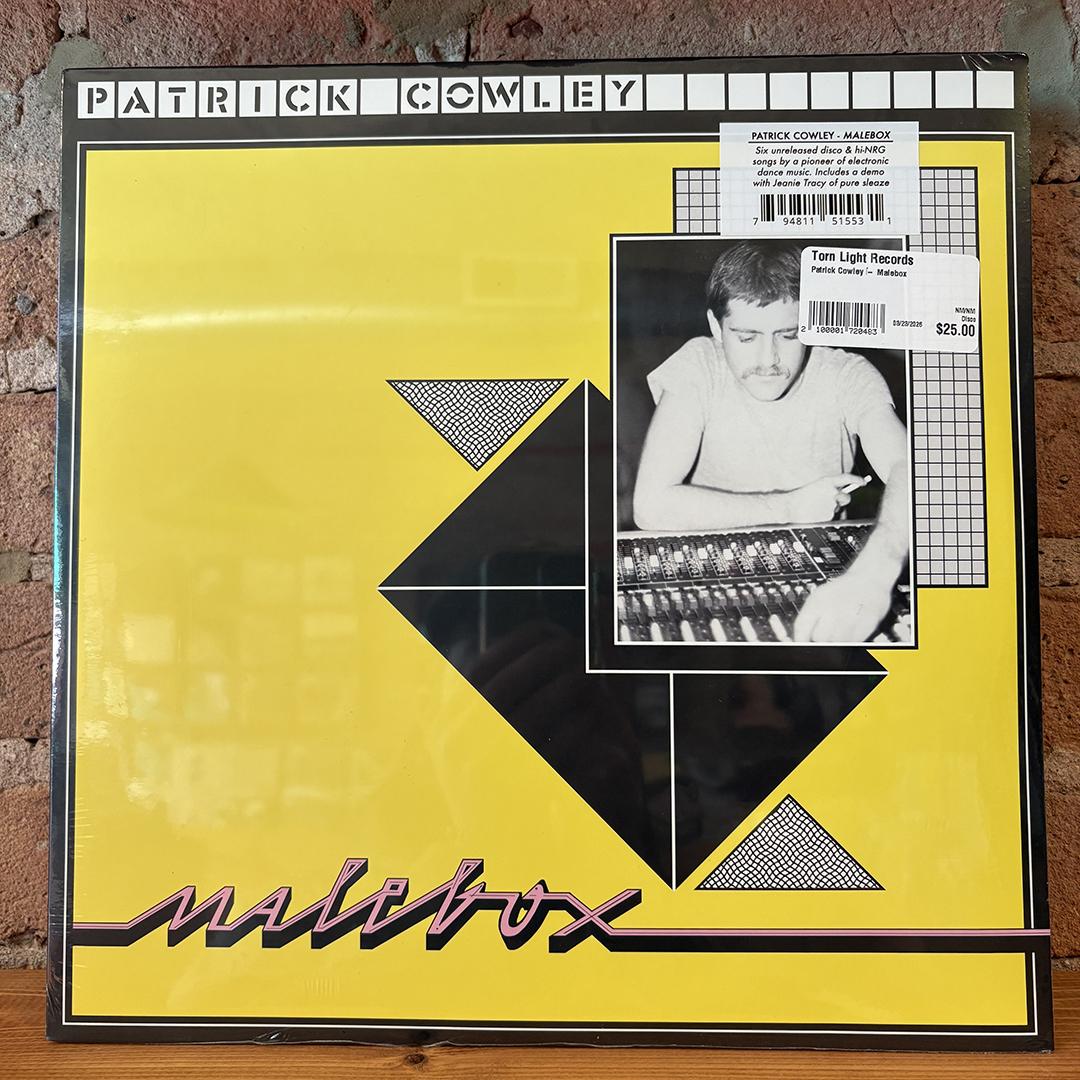 PATRICK COWLEY
PATRICK COWLEY - MALEBOX
Six unreleased disco & hi-NRG
songs by a pioneer of electronic
dance music. Includes a demo
with Jeanie Tracy of pure sleaze
7 94811 51553 1
Torn Light Records
Patrick Cowley - Malebox
NM/NM
Disco
2 100001 720483
$25.00
malebox